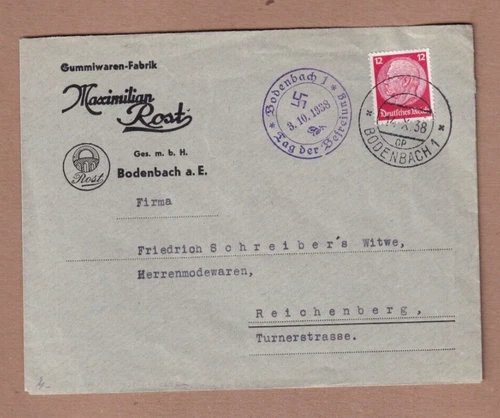 Gummiwaren-Fabrik
Maximilian
Rost
Ges. m. b. H.
Bodenbach a. E.
Rost
* Bodenbach 1 *
8. 10. 1938
Tag der Befreiung
12 12
Deutsches Reich
X. 38
CP
* BODENBACH 1 *
Firma
Friedrich Schreiber's Witwe,
Herrenmodewaren,
Reichenberg,
Turnerstrasse.